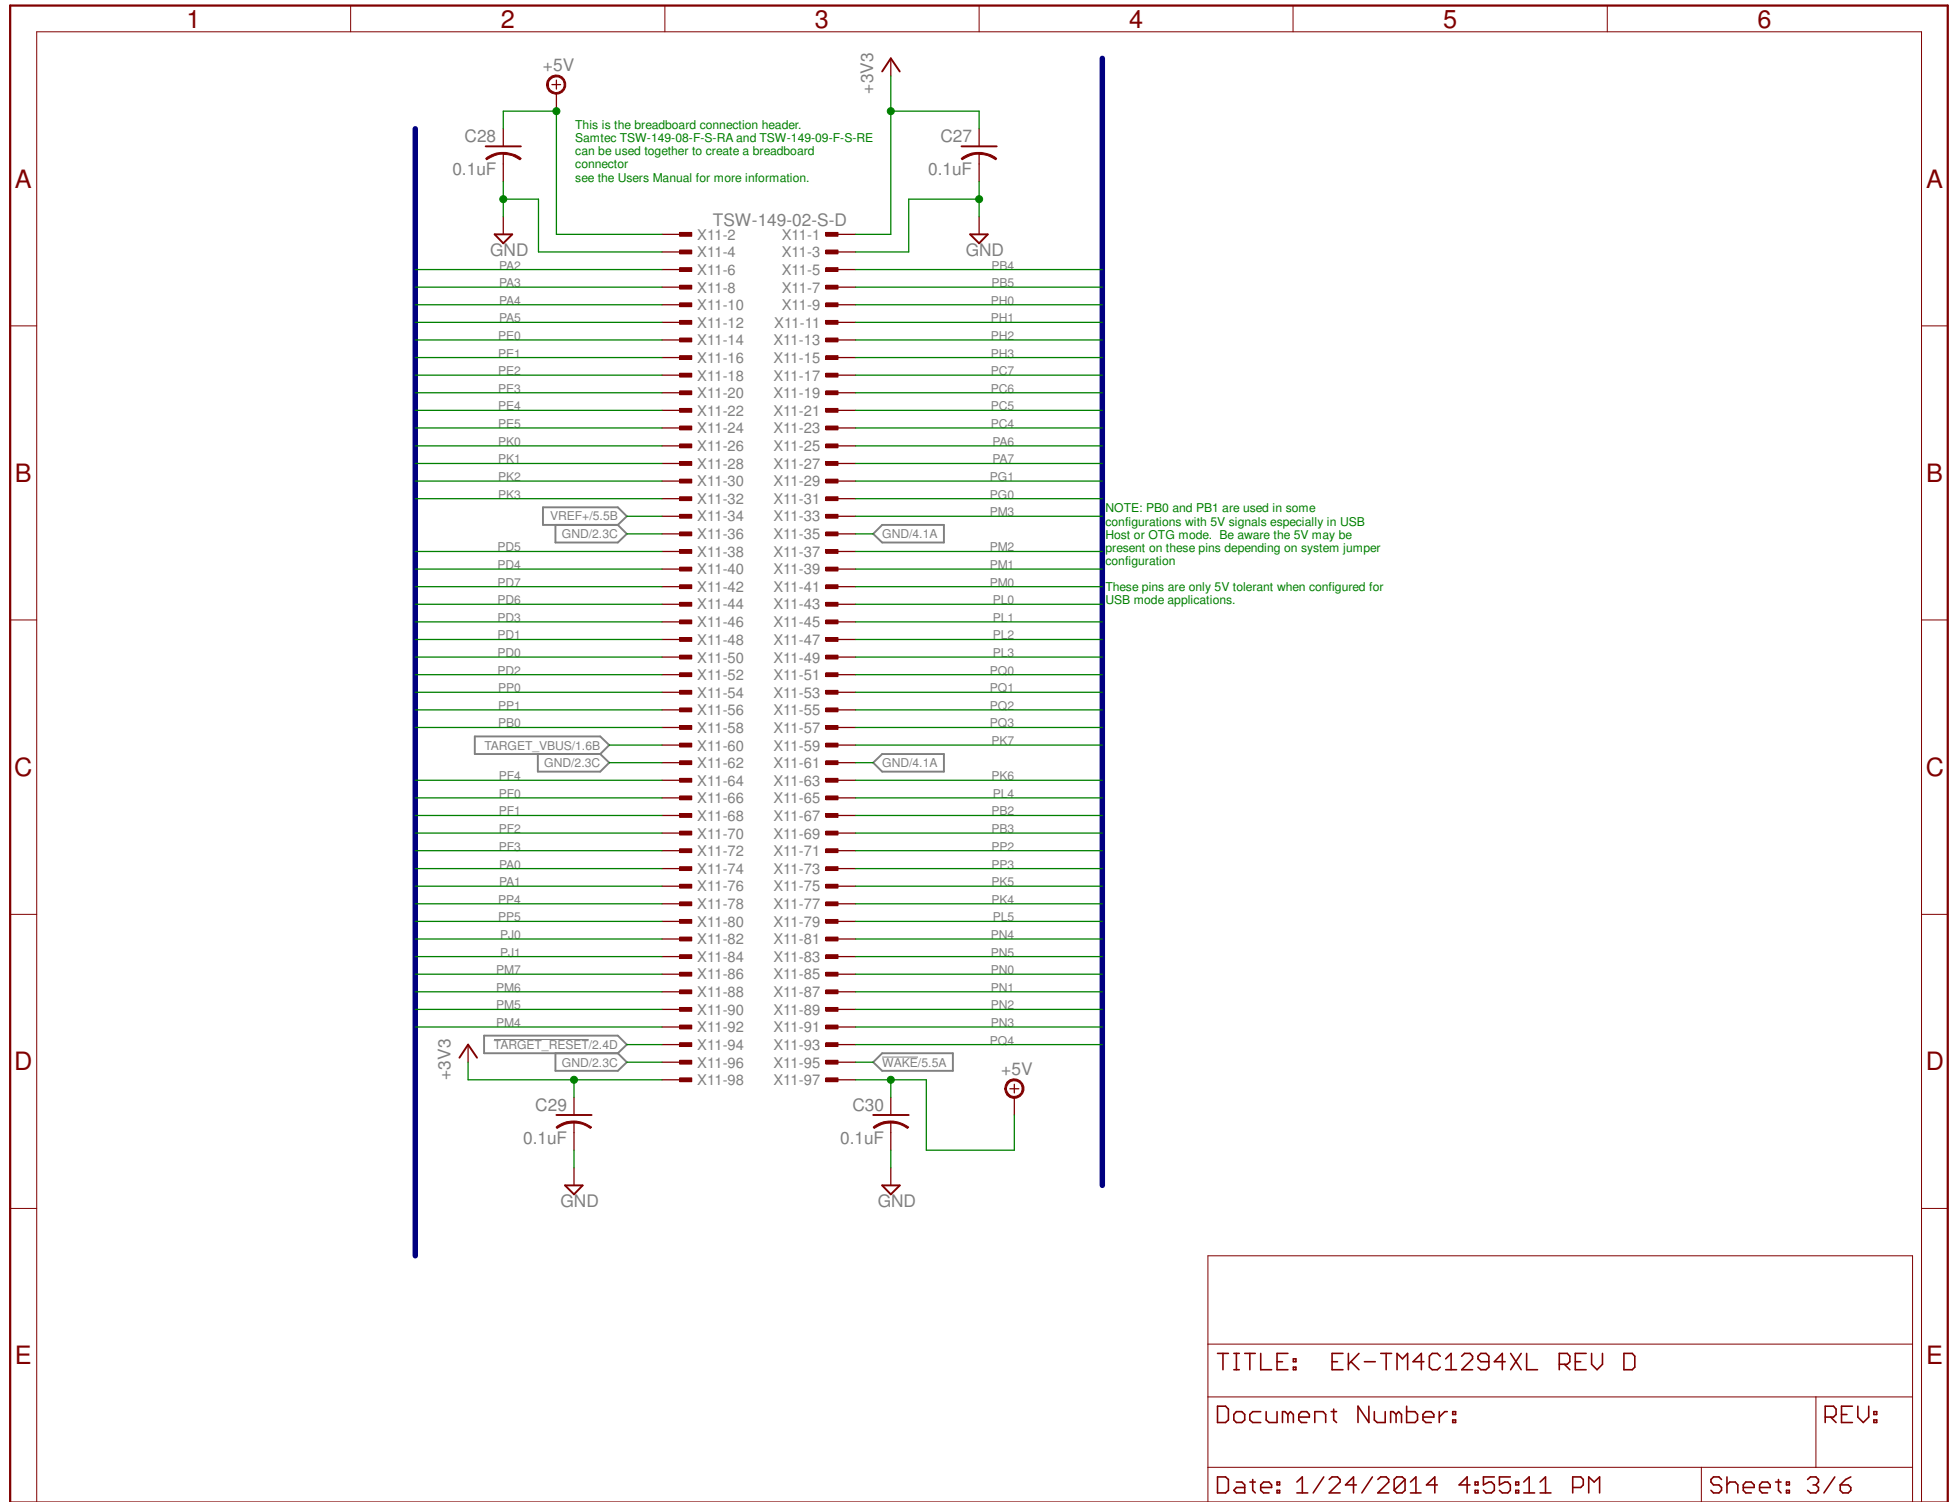 1 2 3 4 5 6
+5V
+3V3
This is the breadboard connection header.
Samtec TSW-149-08-F-S-RA and TSW-149-09-F-S-RE
can be used together to create a breadboard
connector
see the Users Manual for more information.
C28
0.1uF
C27
0.1uF
A A
TSW-149-02-S-D
X11-2 X11-1
GND X11-4 X11-3 GND
PA2 X11-6 X11-5 PB4
PA3 X11-8 X11-7 PB5
PA4 X11-10 X11-9 PH0
PA5 X11-12 X11-11 PH1
PE0 X11-14 X11-13 PH2
PE1 X11-16 X11-15 PH3
PE2 X11-18 X11-17 PC7
PE3 X11-20 X11-19 PC6
PE4 X11-22 X11-21 PC5
PE5 X11-24 X11-23 PC4
PK0 X11-26 X11-25 PA6
PK1 X11-28 X11-27 PA7
B B
PK2 X11-30 X11-29 PG1
PK3 X11-32 X11-31 PG0
VREF+/5.5B X11-34 X11-33 PM3
GND/2.3C X11-36 X11-35 GND/4.1A
PD5 X11-38 X11-37 PM2
PD4 X11-40 X11-39 PM1
PD7 X11-42 X11-41 PM0
PD6 X11-44 X11-43 PL0
NOTE: PB0 and PB1 are used in some
configurations with 5V signals especially in USB
Host or OTG mode. Be aware the 5V may be
present on these pins depending on system jumper
configuration
These pins are only 5V tolerant when configured for
USB mode applications.
PD3 X11-46 X11-45 PL1
PD1 X11-48 X11-47 PL2
PD0 X11-50 X11-49 PL3
PD2 X11-52 X11-51 PQ0
PP0 X11-54 X11-53 PQ1
PP1 X11-56 X11-55 PQ2
PB0 X11-58 X11-57 PQ3
TARGET_VBUS/1.6B X11-60 X11-59 PK7
GND/2.3C X11-62 X11-61 GND/4.1A
C C
PF4 X11-64 X11-63 PK6
PF0 X11-66 X11-65 PL4
PF1 X11-68 X11-67 PB2
PF2 X11-70 X11-69 PB3
PF3 X11-72 X11-71 PP2
PA0 X11-74 X11-73 PP3
PA1 X11-76 X11-75 PK5
PP4 X11-78 X11-77 PK4
PP5 X11-80 X11-79 PL5
PJ0 X11-82 X11-81 PN4
PJ1 X11-84 X11-83 PN5
PM7 X11-86 X11-85 PN0
PM6 X11-88 X11-87 PN1
PM5 X11-90 X11-89 PN2
PM4 X11-92 X11-91 PN3
TARGET_RESET/2.4D X11-94 X11-93 PQ4
D D
+3V3 GND/2.3C X11-96 X11-95 WAKE/5.5A +5V
X11-98 X11-97
C29
0.1uF
C30
0.1uF
GND GND
E E
TITLE: EK-TM4C1294XL REV D
Document Number: REV:
Date: 1/24/2014 4:55:11 PM Sheet: 3/6